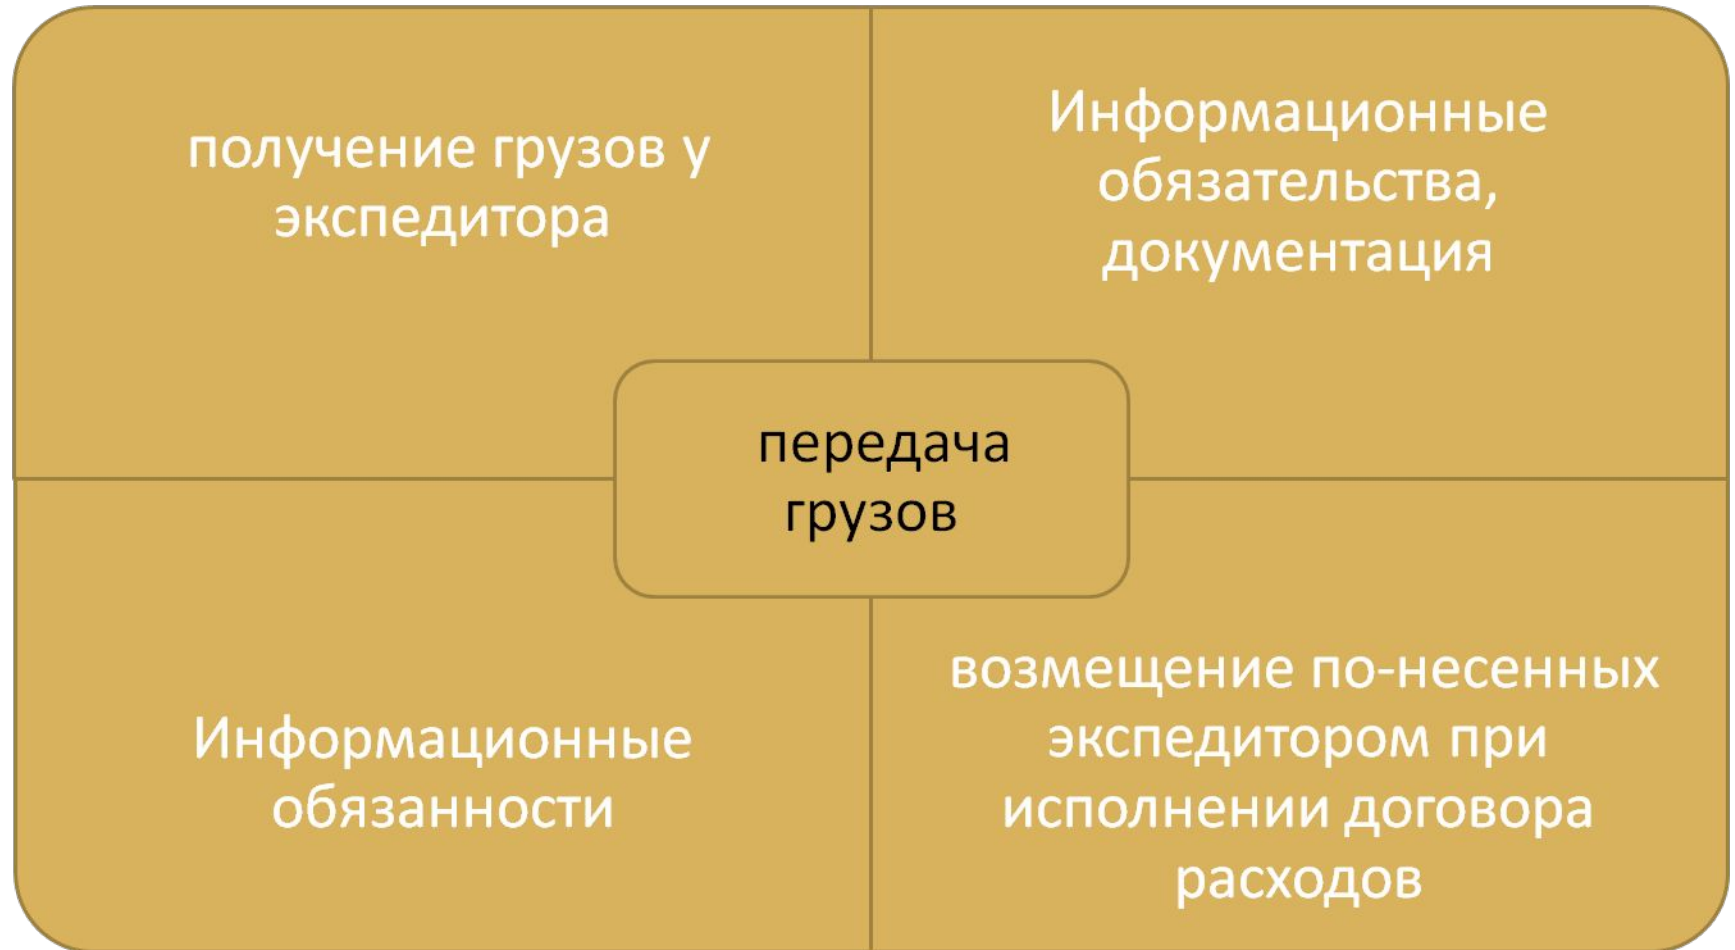 получение грузов у
экспедитора
Информационные
обязательства,
документация
передача
грузов
Информационные
обязанности
возмещение по-несенных
экспедитором при
исполнении договора
расходов